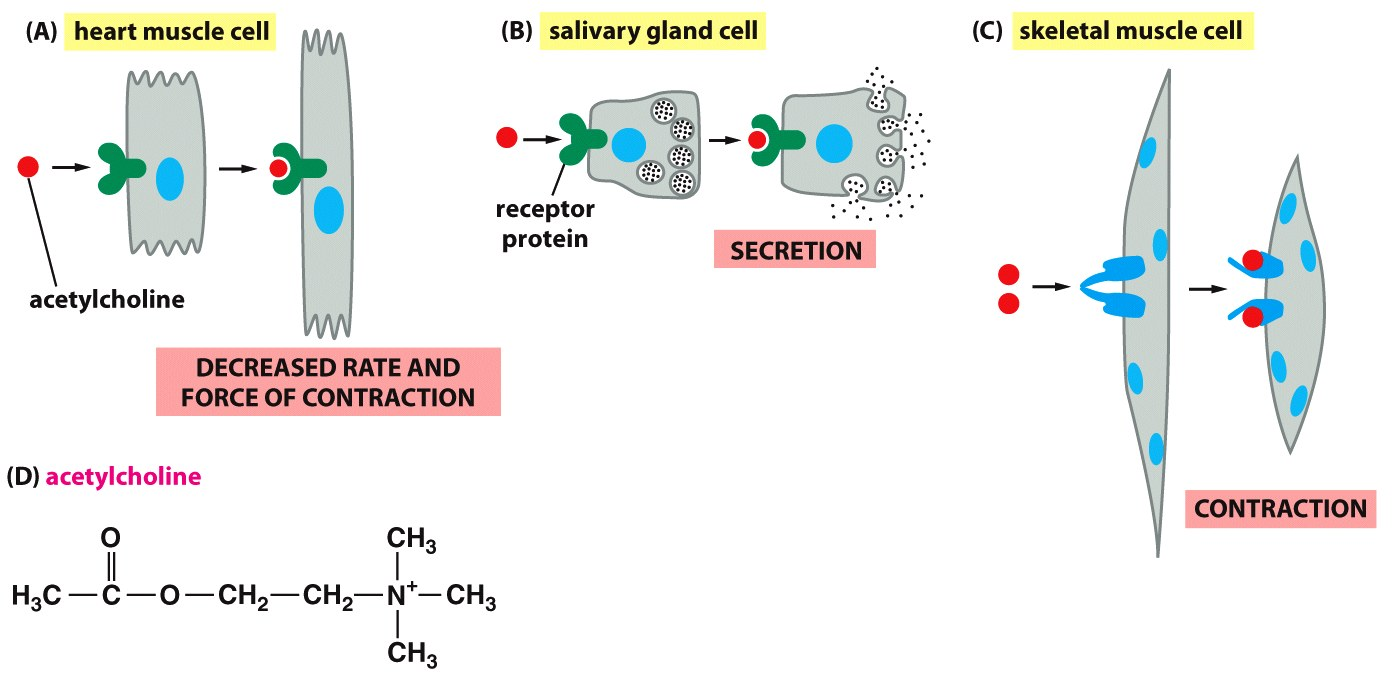 (A) heart muscle cell
acetylcholine
DECREASED RATE AND
FORCE OF CONTRACTION
(B) salivary gland cell
receptor
protein
SECRETION
(C) skeletal muscle cell
CONTRACTION
(D) acetylcholine
O
CH₃
H₃C—C—O—CH₂—CH₂—N⁺—CH₃
CH₃